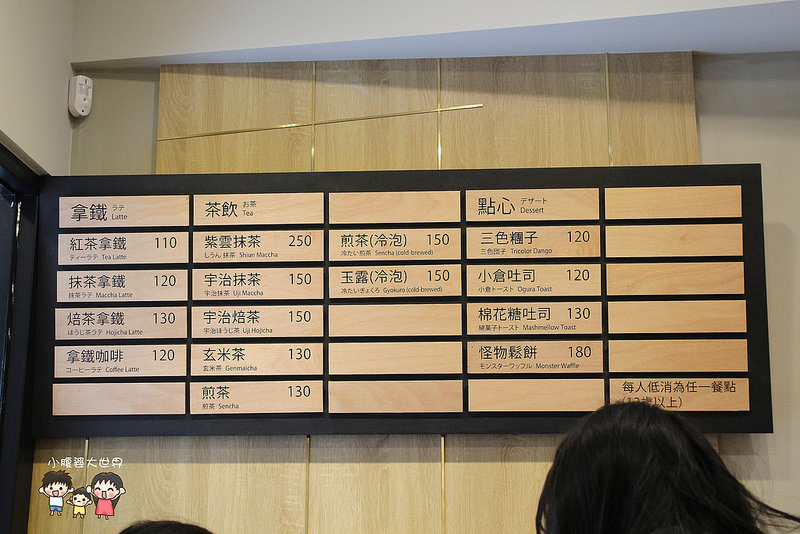 拿鐵 ラテ Latte
紅茶拿鐵 110
ティーラテ Tea Latte
抹茶拿鐵 120
抹茶ラテ Maccha Latte
焙茶拿鐵 130
ほうじ茶ラテ Hojicha Latte
拿鐵咖啡 120
コーヒーラテ Coffee Latte
茶飲 お茶 Tea
紫雲抹茶 250
しうん 抹茶 Shiun Maccha
宇治抹茶 150
宇治抹茶 Uji Maccha
宇治焙茶 150
宇治ほうじ茶 Uji Hojicha
玄米茶 130
玄米茶 Genmaicha
煎茶 130
煎茶 Sencha
煎茶(冷泡) 150
冷たい煎茶 Sencha (cold-brewed)
玉露(冷泡) 150
冷たいぎょくろ Gyokuro (cold-brewed)
點心 デザート Dessert
三色糰子 120
三色団子 Tricolor Dango
小倉吐司 120
小倉トースト Ogura Toast
棉花糖吐司 130
綿菓子トースト Mashmellow Toast
怪物鬆餅 180
モンスターワッフル Monster Waffle
每人低消為任一餐點
(12歲以上)
小腹婆大世界